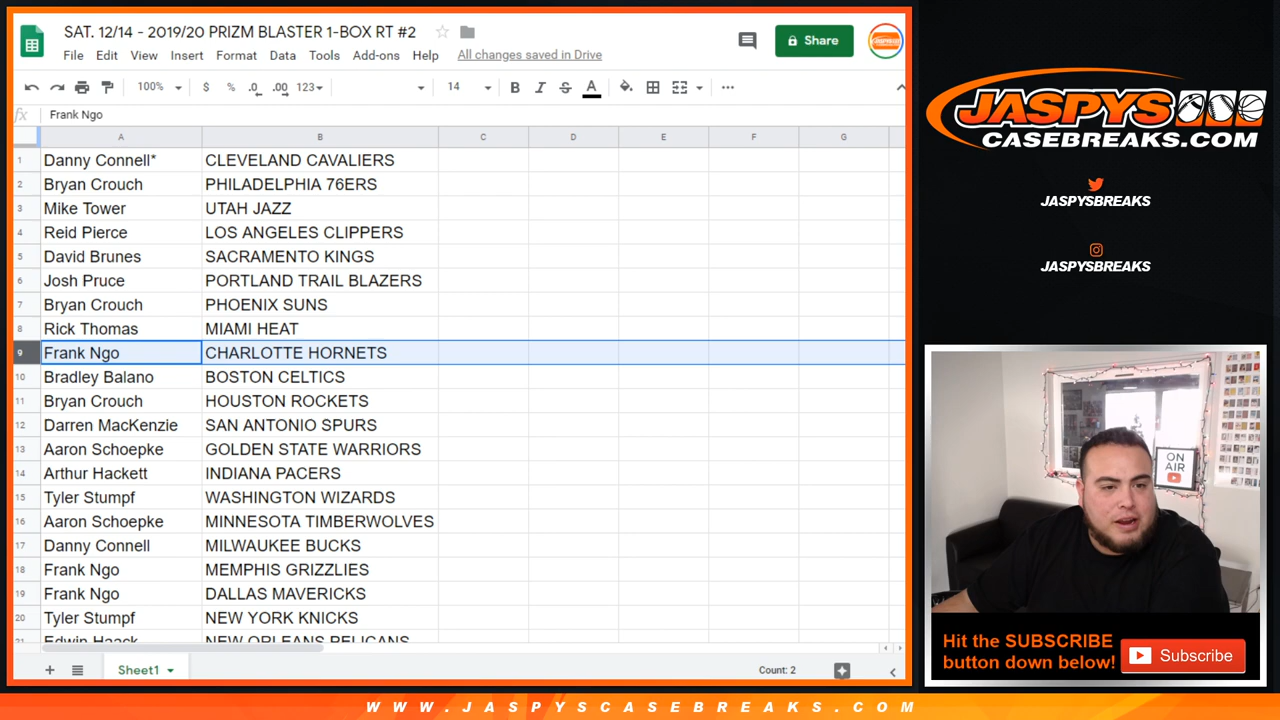 SAT. 12/14 - 2019/20 PRIZM BLASTER 1-BOX RT #2
Share
File Edit View Insert Format Data Tools Add-ons Help All changes saved in Drive
100% $ % .0 .00 123 14 B I S A
fx Frank Ngo
A B C D E F G
1 Danny Connell* CLEVELAND CAVALIERS
2 Bryan Crouch PHILADELPHIA 76ERS
3 Mike Tower UTAH JAZZ
4 Reid Pierce LOS ANGELES CLIPPERS
5 David Brunes SACRAMENTO KINGS
6 Josh Pruce PORTLAND TRAIL BLAZERS
7 Bryan Crouch PHOENIX SUNS
8 Rick Thomas MIAMI HEAT
9 Frank Ngo CHARLOTTE HORNETS
10 Bradley Balano BOSTON CELTICS
11 Bryan Crouch HOUSTON ROCKETS
12 Darren MacKenzie SAN ANTONIO SPURS
13 Aaron Schoepke GOLDEN STATE WARRIORS
14 Arthur Hackett INDIANA PACERS
15 Tyler Stumpf WASHINGTON WIZARDS
16 Aaron Schoepke MINNESOTA TIMBERWOLVES
17 Danny Connell MILWAUKEE BUCKS
18 Frank Ngo MEMPHIS GRIZZLIES
19 Frank Ngo DALLAS MAVERICKS
20 Tyler Stumpf NEW YORK KNICKS
21 Edwin Haack NEW ORLEANS PELICANS
Sheet1 Count: 2
JASPYS
CASEBREAKS.COM
JASPYSBREAKS
JASPYSBREAKS
ON
AIR
Hit the SUBSCRIBE
button down below!
Subscribe
WWW.JASPYSCASEBREAKS.COM